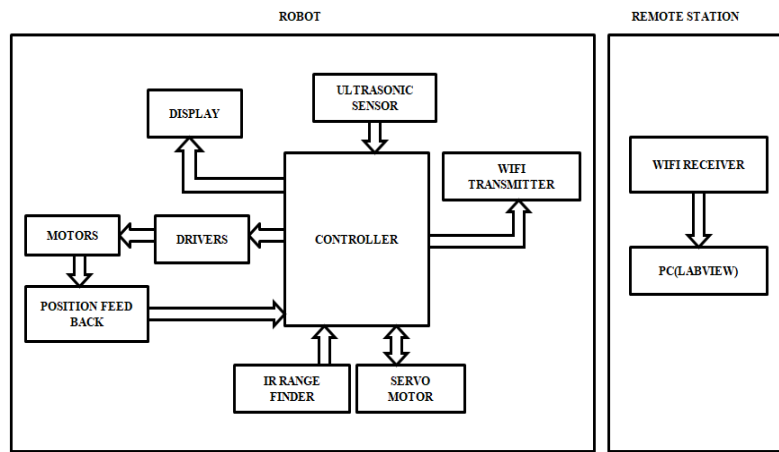 ROBOT
REMOTE STATION
ULTRASONIC
SENSOR
DISPLAY
WIFI
TRANSMITTER
WIFI RECEIVER
MOTORS
DRIVERS
CONTROLLER
PC(LABVIEW)
POSITION FEED
BACK
IR RANGE
FINDER
SERVO
MOTOR